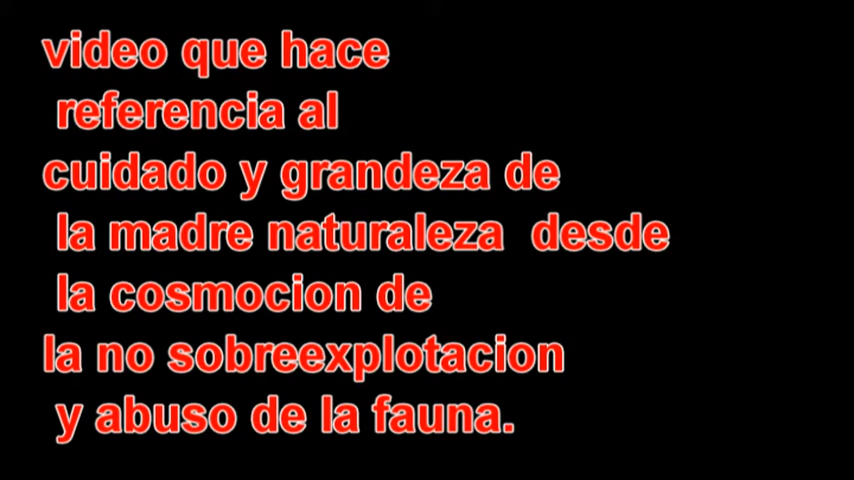 video que hace
referencia al
cuidado y grandeza de
la madre naturaleza desde
la cosmocion de
la no sobreexplotacion
y abuso de la fauna.